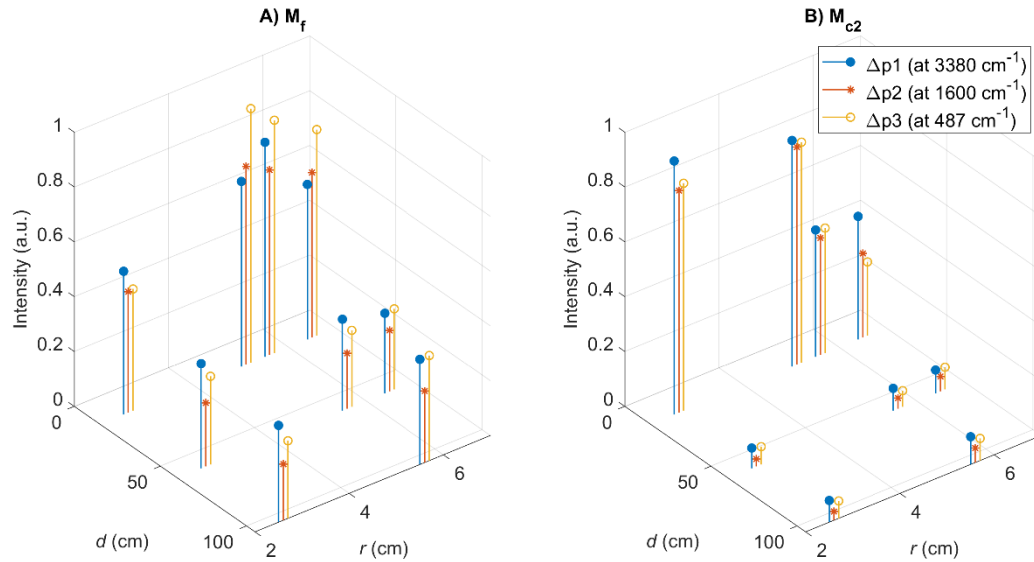 A) M_f
B) M_c2
Δp1 (at 3380 cm⁻¹)
Δp2 (at 1600 cm⁻¹)
Δp3 (at 487 cm⁻¹)
Intensity (a.u.)
1
0.8
0.6
0.4
0.2
0
0
50
100
d (cm)
2
4
6
r (cm)
Intensity (a.u.)
1
0.8
0.6
0.4
0.2
0
0
50
100
d (cm)
2
4
6
r (cm)